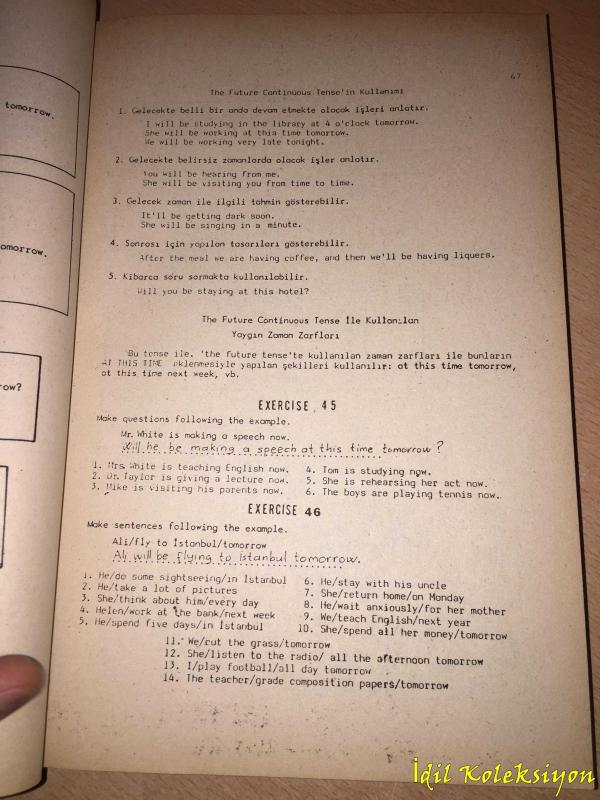 tomorrow.
omorrow.
ow?
67
The Future Continuous Tense'in Kullanımı
1. Gelecekte belli bir anda devam etmekte olacak işleri anlatır.
I will be studying in the library at 4 o'clock tomorrow.
She will be working at this time tomorrow.
We will be working very late tonight.
2. Gelecekte belirsiz zamanlarda olacak işler anlatır.
You will be hearing from me.
She will be visiting you from time to time.
3. Gelecek zaman ile ilgili tahmin gösterebilir.
It'll be getting dark soon.
She will be singing in a minute.
4. Sonrası için yapılan tasarıları gösterebilir.
After the meal we are having coffee, and then we'll be having liquers.
5. Kibarca soru sormakta kullanılabilir.
Will you be staying at this hotel?
The Future Continuous Tense İle Kullanılan
Yaygın Zaman Zarfları
Bu tense ile, 'the future tense'te kullanılan zaman zarfları ile bunların
AT THIS TIME eklenmesiyle yapılan şekilleri kullanılır: at this time tomorrow,
at this time next week, vb.
EXERCISE 45
Make questions following the example.
Mr. White is making a speech now.
Will he be making a speech at this time tomorrow?
1. Mrs. White is teaching English now.
2. Dr. Taylor is giving a lecture now.
3. Mike is visiting his parents now.
4. Tom is studying now.
5. She is rehearsing her act now.
6. The boys are playing tennis now.
EXERCISE 46
Make sentences following the example.
Ali/fly to İstanbul/tomorrow
Ali will be flying to İstanbul tomorrow.
1. He/do some sightseeing/in İstanbul
2. He/take a lot of pictures
3. She/think about him/every day
4. Helen/work at the bank/next week
5. He/spend five days/in İstanbul
6. He/stay with his uncle
7. She/return home/on Monday
8. He/wait anxiously/for her mother
9. We/teach English/next year
10. She/spend all her money/tomorrow
11. We/cut the grass/tomorrow
12. She/listen to the radio/ all the afternoon tomorrow
13. I/play football/all day tomorrow
14. The teacher/grade composition papers/tomorrow
İdil Koleksiyon